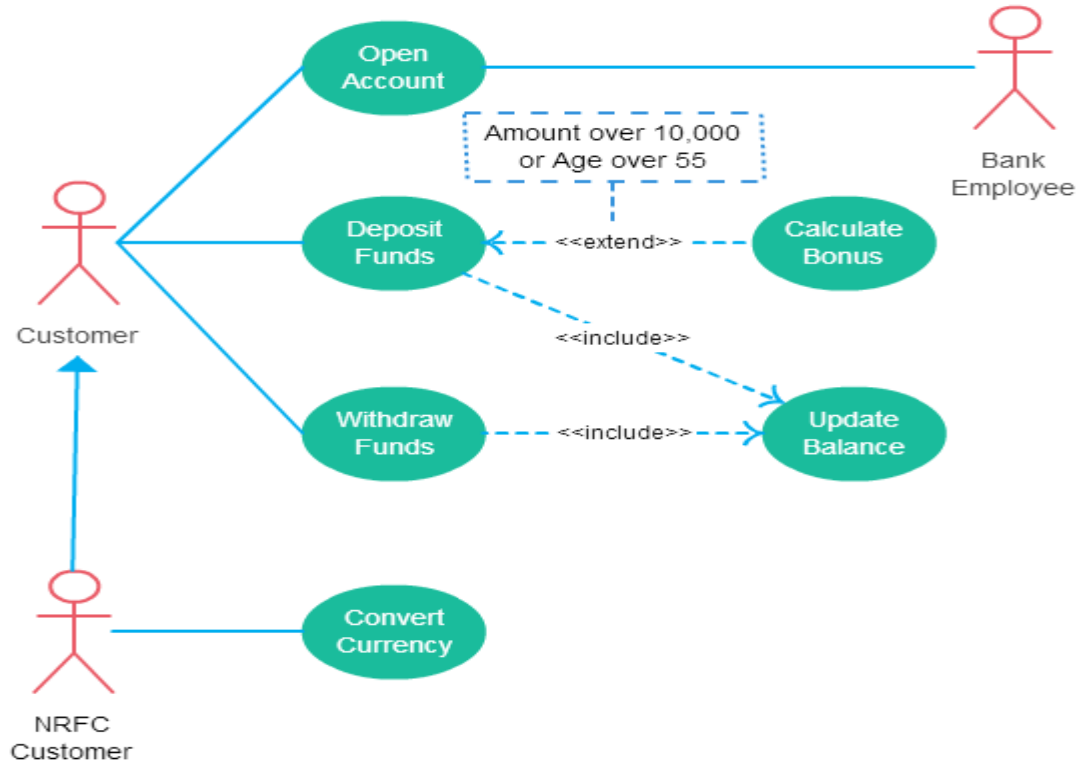 Open
Account
Amount over 10,000
or Age over 55
Bank
Employee
Deposit
Funds
<<extend>>
Calculate
Bonus
Customer
<<include>>
Withdraw
Funds
<<include>>
Update
Balance
Convert
Currency
NRFC
Customer